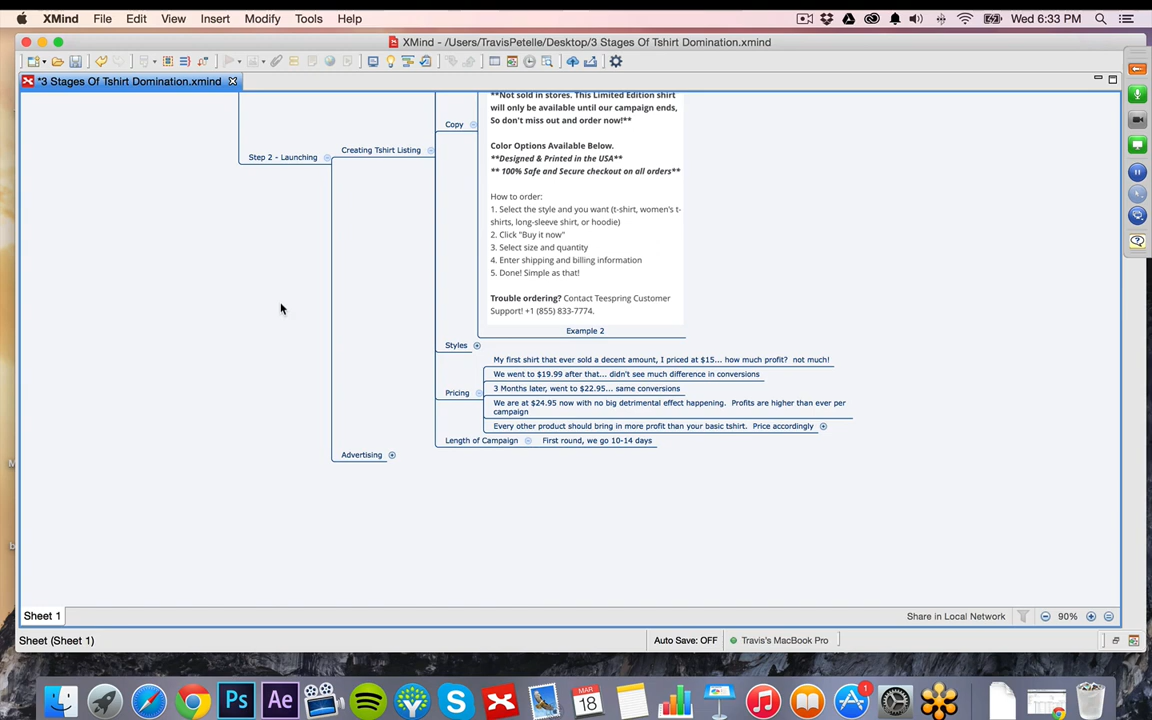 XMind File Edit View Insert Modify Tools Help Wed 6:33 PM
XMind - /Users/TravisPetelle/Desktop/3 Stages Of Tshirt Domination.xmind
*3 Stages Of Tshirt Domination.xmind
**Not sold in stores. This Limited Edition shirt
will only be available until our campaign ends,
So don't miss out and order now!**
Copy
Color Options Available Below.
**Designed & Printed in the USA**
** 100% Safe and Secure checkout on all orders**
Step 2 - Launching
Creating Tshirt Listing
How to order:
1. Select the style and you want (t-shirt, women's t-
shirts, long-sleeve shirt, or hoodie)
2. Click "Buy it now"
3. Select size and quantity
4. Enter shipping and billing information
5. Done! Simple as that!
Trouble ordering? Contact Teespring Customer
Support! +1 (855) 833-7774.
Example 2
Styles
My first shirt that ever sold a decent amount, I priced at $15... how much profit? not much!
We went to $19.99 after that... didn't see much difference in conversions
Pricing
3 Months later, went to $22.95... same conversions
We are at $24.95 now with no big detrimental effect happening. Profits are higher than ever per
campaign
Every other product should bring in more profit than your basic tshirt. Price accordingly
Length of Campaign
First round, we go 10-14 days
Advertising
Sheet 1
Share in Local Network
90%
Sheet (Sheet 1)
Auto Save: OFF
Travis's MacBook Pro
Ps
Ae
MAR
18
1